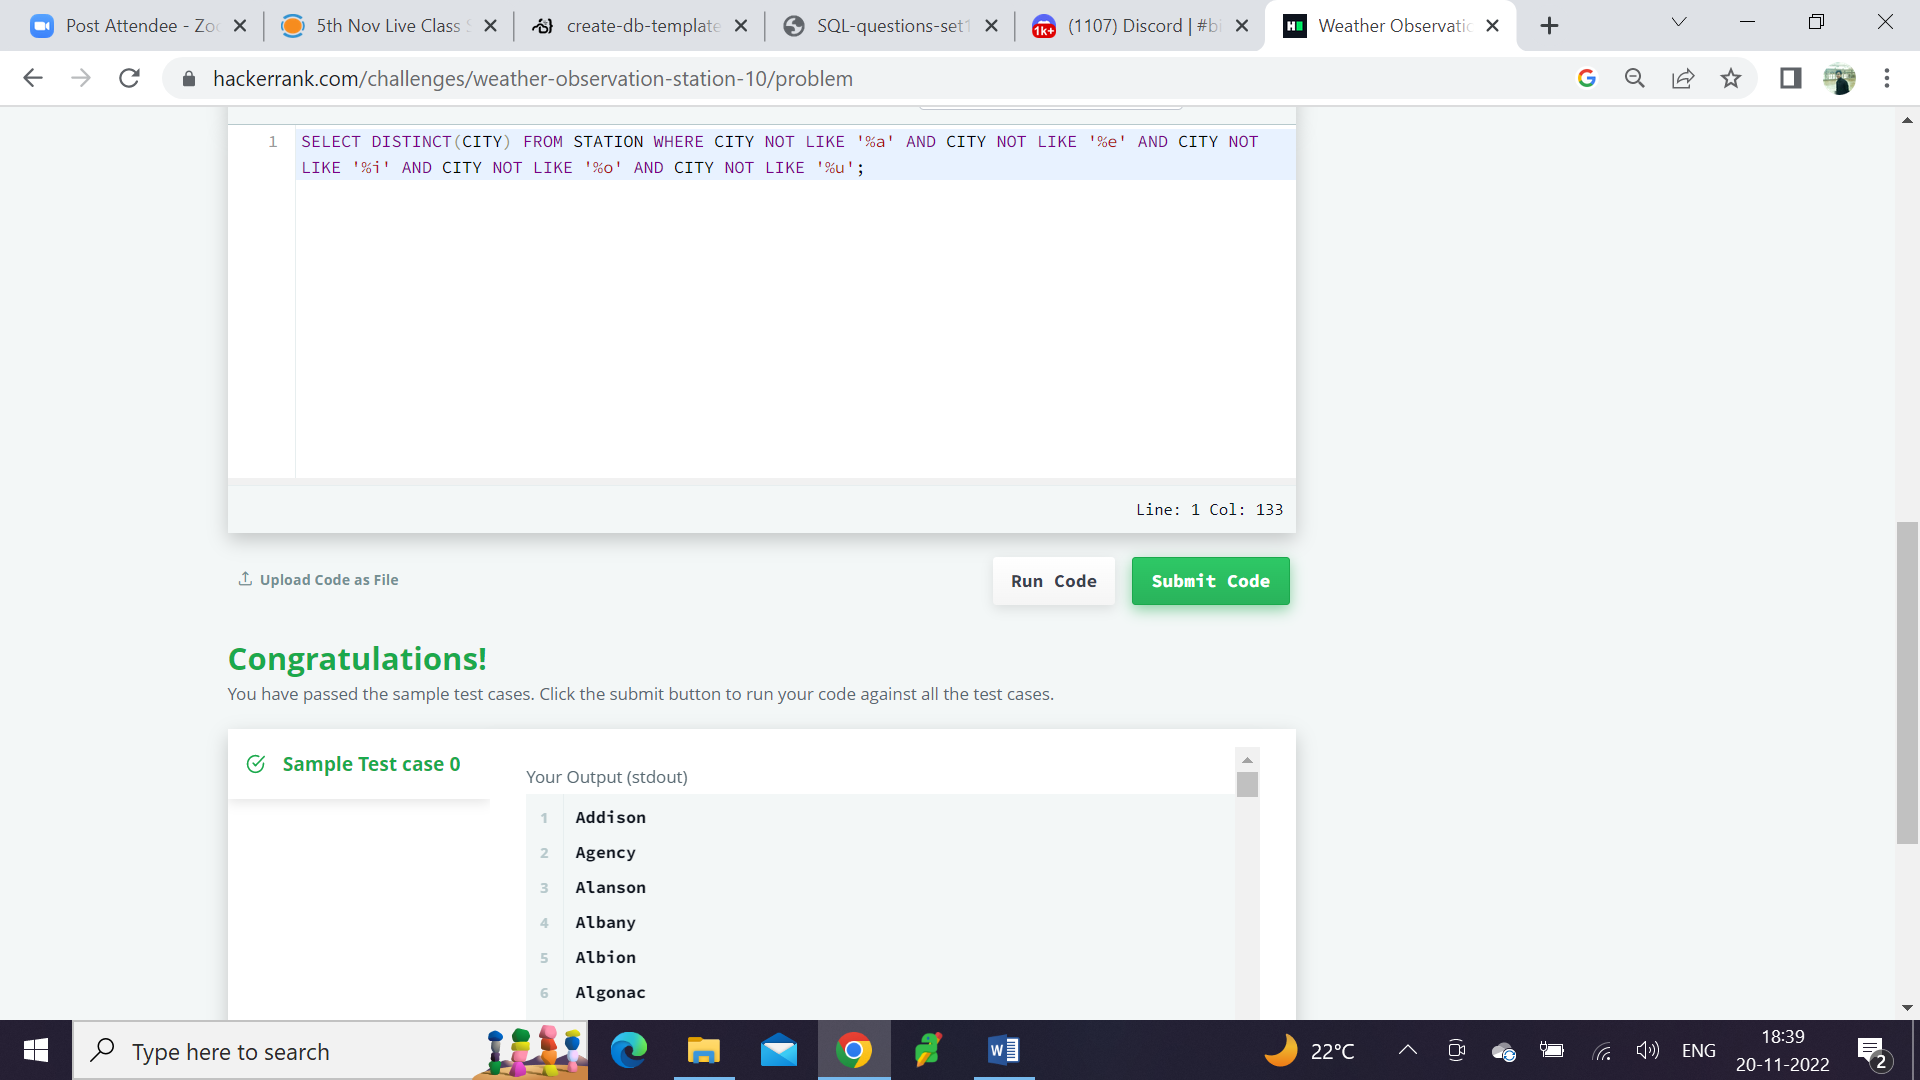 Post Attendee - Zoo
5th Nov Live Class S
create-db-template
SQL-questions-set1
(1107) Discord | #bi
Weather Observatio
hackerrank.com/challenges/weather-observation-station-10/problem
1 SELECT DISTINCT(CITY) FROM STATION WHERE CITY NOT LIKE '%a' AND CITY NOT LIKE '%e' AND CITY NOT
LIKE '%i' AND CITY NOT LIKE '%o' AND CITY NOT LIKE '%u';
Line: 1 Col: 133
Upload Code as File
Run Code
Submit Code
Congratulations!
You have passed the sample test cases. Click the submit button to run your code against all the test cases.
Sample Test case 0
Your Output (stdout)
1 Addison
2 Agency
3 Alanson
4 Albany
5 Albion
6 Algonac
Type here to search
22°C
ENG
18:39
20-11-2022
2